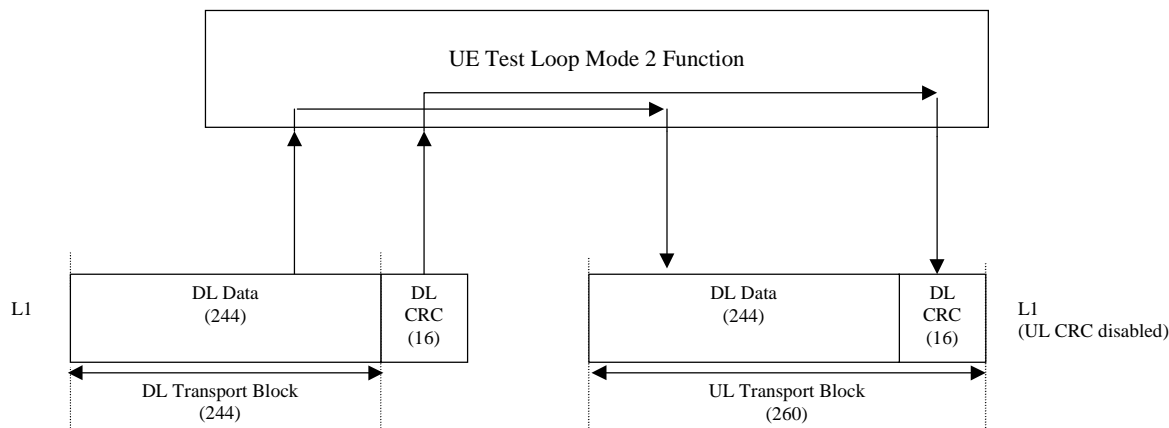 UE Test Loop Mode 2 Function
L1
DL Data
(244)
DL
CRC
(16)
DL Data
(244)
DL
CRC
(16)
L1
(UL CRC disabled)
DL Transport Block
(244)
UL Transport Block
(260)